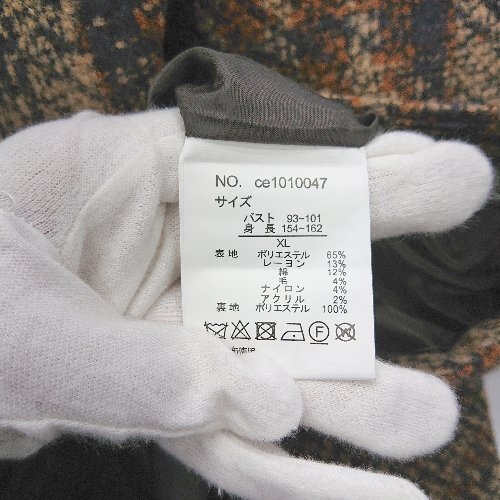 NO. ce1010047
サイズ
バスト 93-101
身長 154-162
XL
表地 ポリエステル 65%
レーヨン 13%
綿 12%
毛 4%
ナイロン 4%
アクリル 2%
裏地 ポリエステル 100%
F W